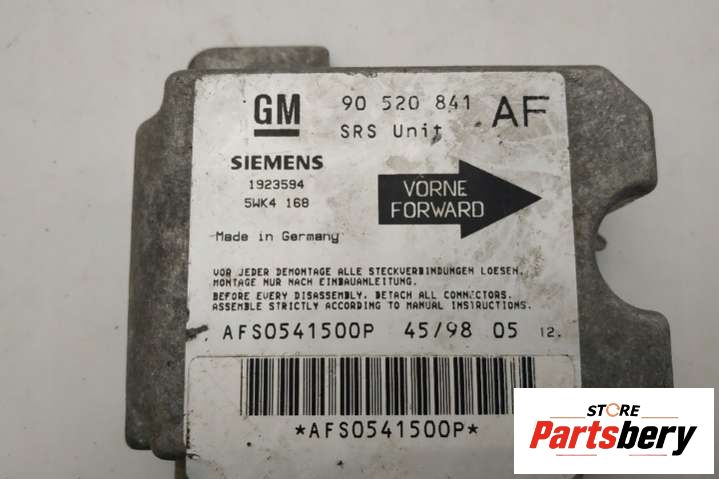 GM 90 520 841 AF
SRS Unit
SIEMENS
1923594
5WK4 168
VORNE
FORWARD
Made in Germany
VOR JEDER DEMONTAGE ALLE STECKVERBINDUNGEN LOESEN.
MONTAGE NUR NACH EINBAUANLEITUNG.
BEFORE EVERY DISASSEMBLY, DETACH ALL CONNECTORS.
ASSEMBLE STRICTLY ACCORDING TO MANUAL INSTRUCTIONS.
AFS0541500P 45/98 05 12.
*AFS0541500P*
STORE
Partsbery